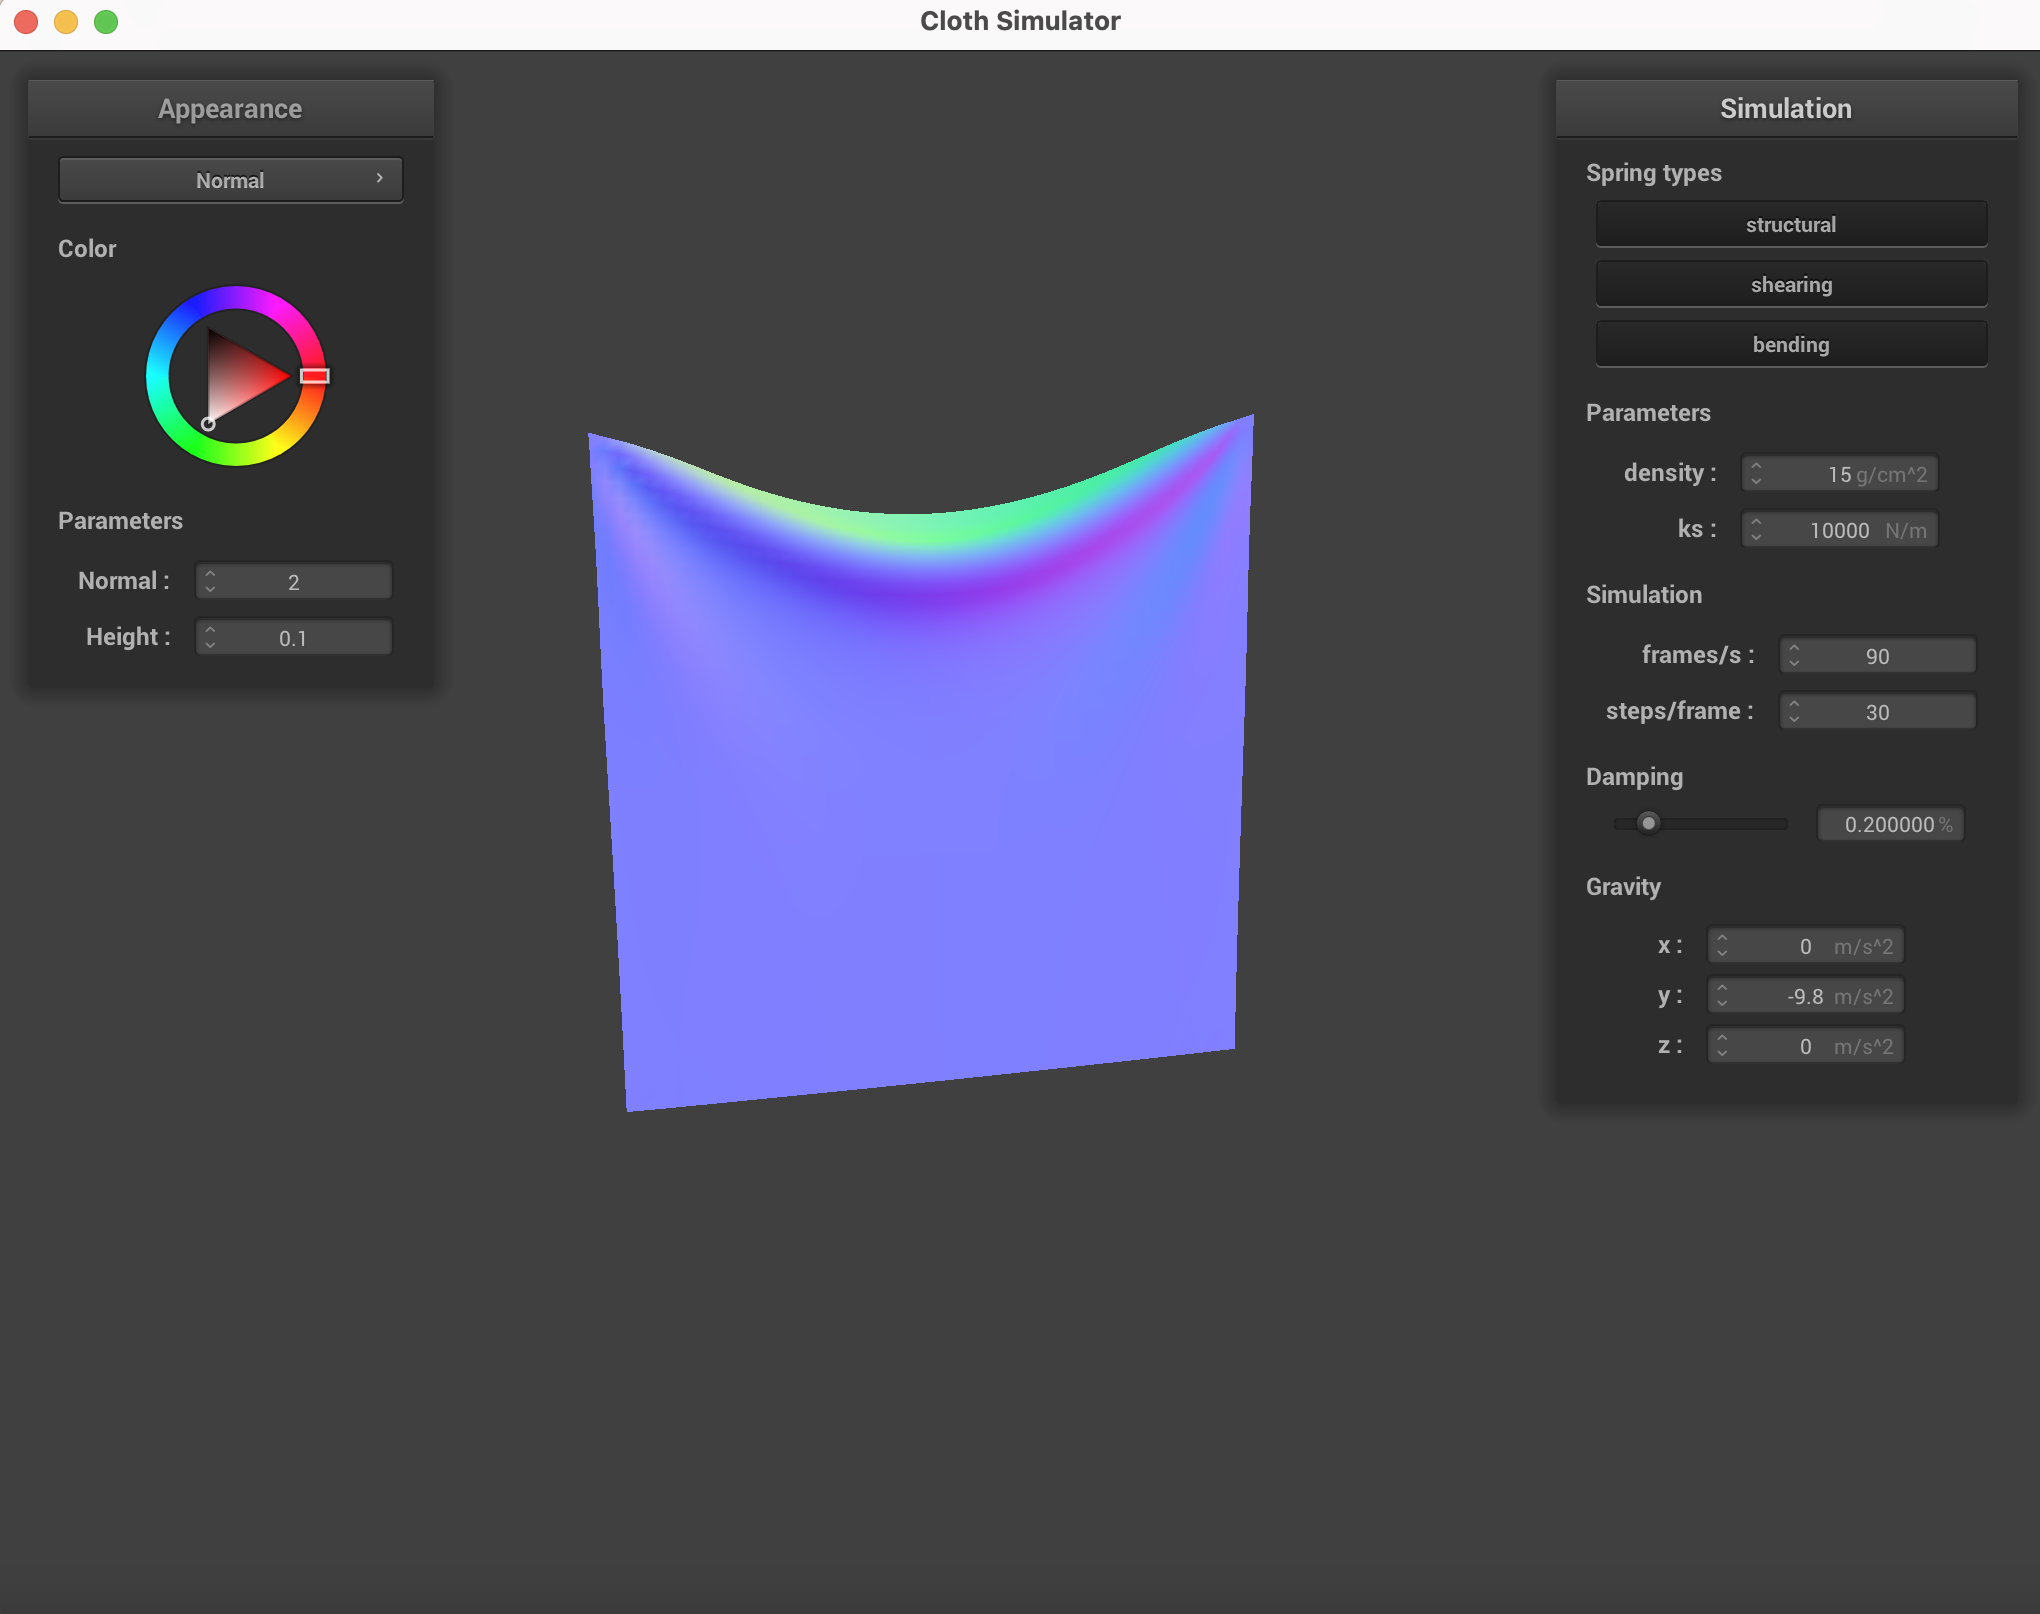 Cloth Simulator
Appearance
Normal
Color
Parameters
Normal : 2
Height : 0.1
Simulation
Spring types
structural
shearing
bending
Parameters
density : 15 g/cm^2
ks : 10000 N/m
Simulation
frames/s : 90
steps/frame : 30
Damping
0.200000 %
Gravity
x : 0 m/s^2
y : -9.8 m/s^2
z : 0 m/s^2